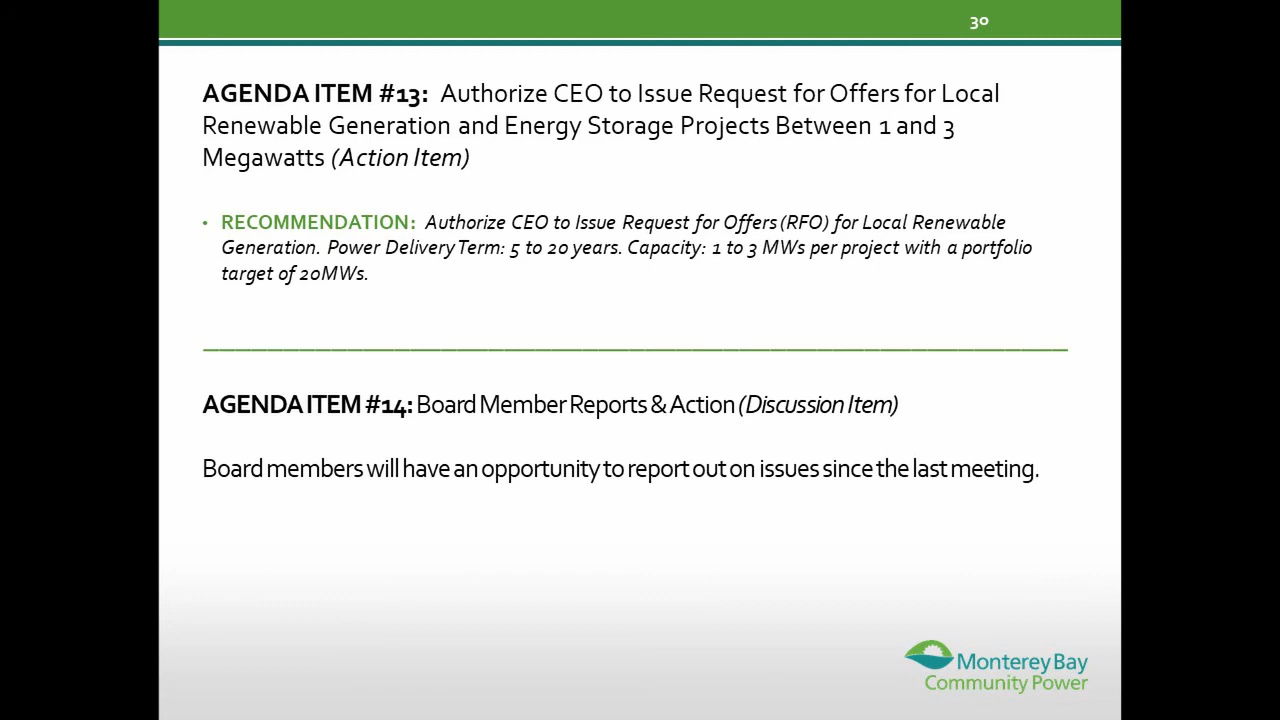 30
AGENDA ITEM #13: Authorize CEO to Issue Request for Offers for Local
Renewable Generation and Energy Storage Projects Between 1 and 3
Megawatts (Action Item)
• RECOMMENDATION: Authorize CEO to Issue Request for Offers (RFO) for Local Renewable
Generation. Power Delivery Term: 5 to 20 years. Capacity: 1 to 3 MWs per project with a portfolio
target of 20MWs.
AGENDA ITEM #14: Board Member Reports & Action (Discussion Item)
Board members will have an opportunity to report out on issues since the last meeting.
Monterey Bay
Community Power